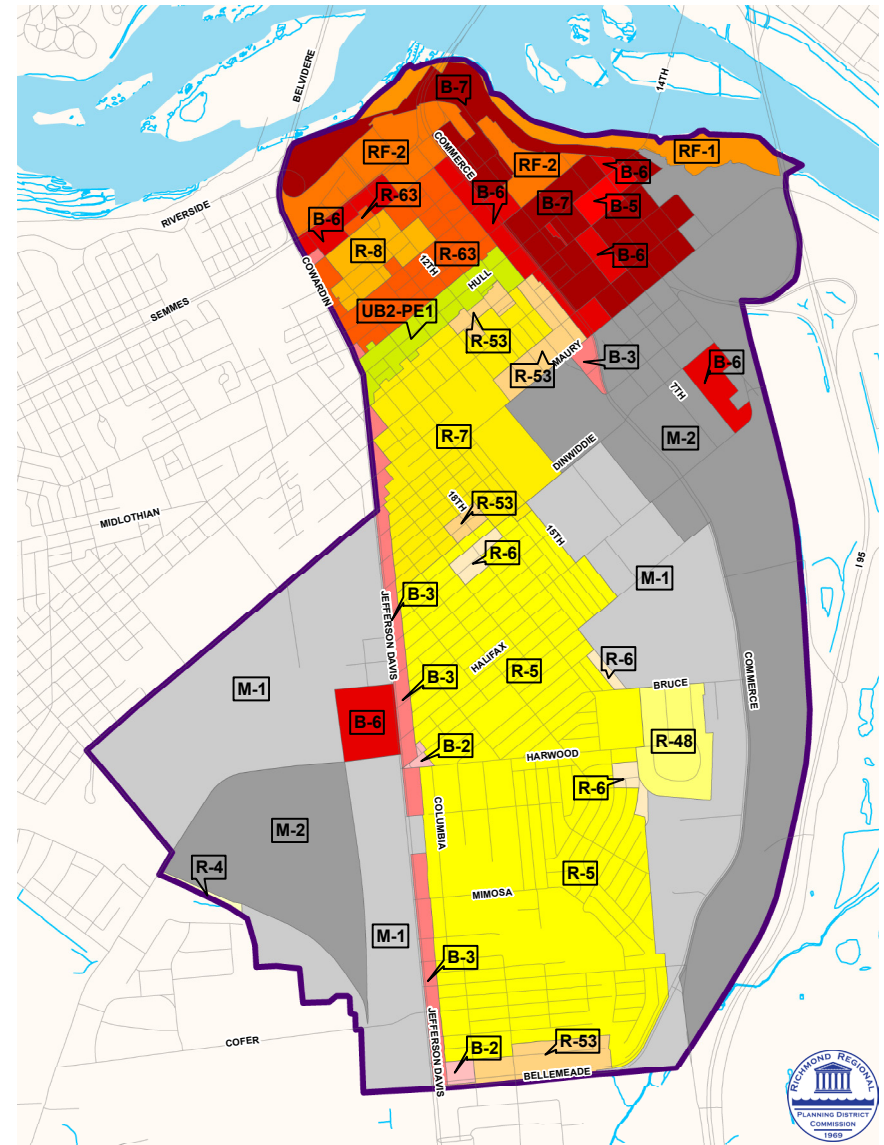 B-7
14TH
BELVIDERE
COMMERCE
RF-2
RF-2
RF-1
B-6
R-63
B-6
B-7
B-5
B-6
RIVERSIDE
B-6
R-8
R-63
12TH
COWARDIN
HULL
SEMMES
UB2-PE1
R-53
MAURY
B-3
R-53
B-6
7TH
R-7
M-2
DINWIDDIE
18TH
R-53
MIDLOTHIAN
15TH
R-6
I 95
M-1
B-3
JEFFERSON DAVIS
HALIFAX
R-5
R-6
B-3
M-1
BRUCE
COMMERCE
B-6
B-2
R-48
HARWOOD
R-6
COLUMBIA
M-2
R-4
R-5
MIMOSA
M-1
B-3
JEFFERSON DAVIS
COFER
B-2
R-53
BELLEMEADE
RICHMOND REGIONAL
PLANNING DISTRICT
COMMISSION
1969